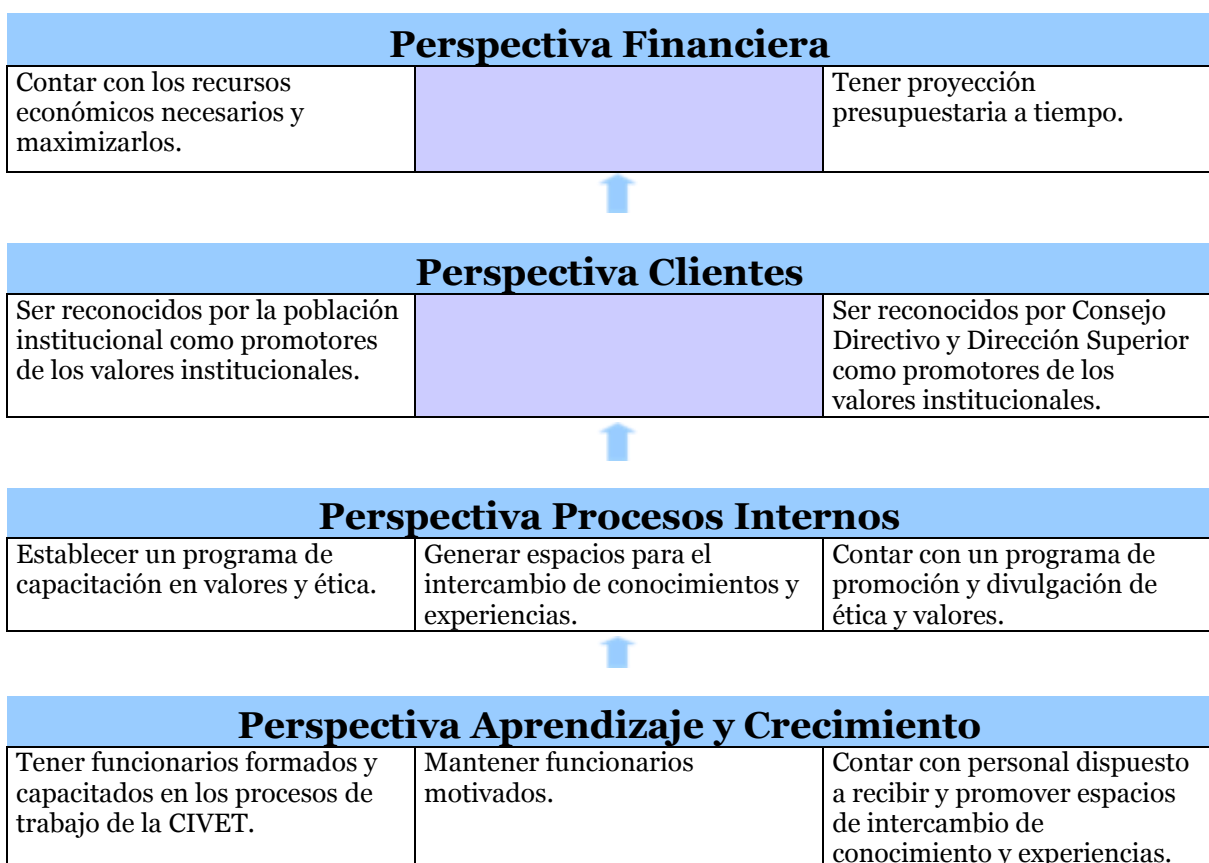 Perspectiva Financiera
Contar con los recursos
económicos necesarios y
maximizarlos.
Tener proyección
presupuestaria a tiempo.
Perspectiva Clientes
Ser reconocidos por la población
institucional como promotores
de los valores institucionales.
Ser reconocidos por Consejo
Directivo y Dirección Superior
como promotores de los
valores institucionales.
Perspectiva Procesos Internos
Establecer un programa de
capacitación en valores y ética.
Generar espacios para el
intercambio de conocimientos y
experiencias.
Contar con un programa de
promoción y divulgación de
ética y valores.
Perspectiva Aprendizaje y Crecimiento
Tener funcionarios formados y
capacitados en los procesos de
trabajo de la CIVET.
Mantener funcionarios
motivados.
Contar con personal dispuesto
a recibir y promover espacios
de intercambio de
conocimiento y experiencias.